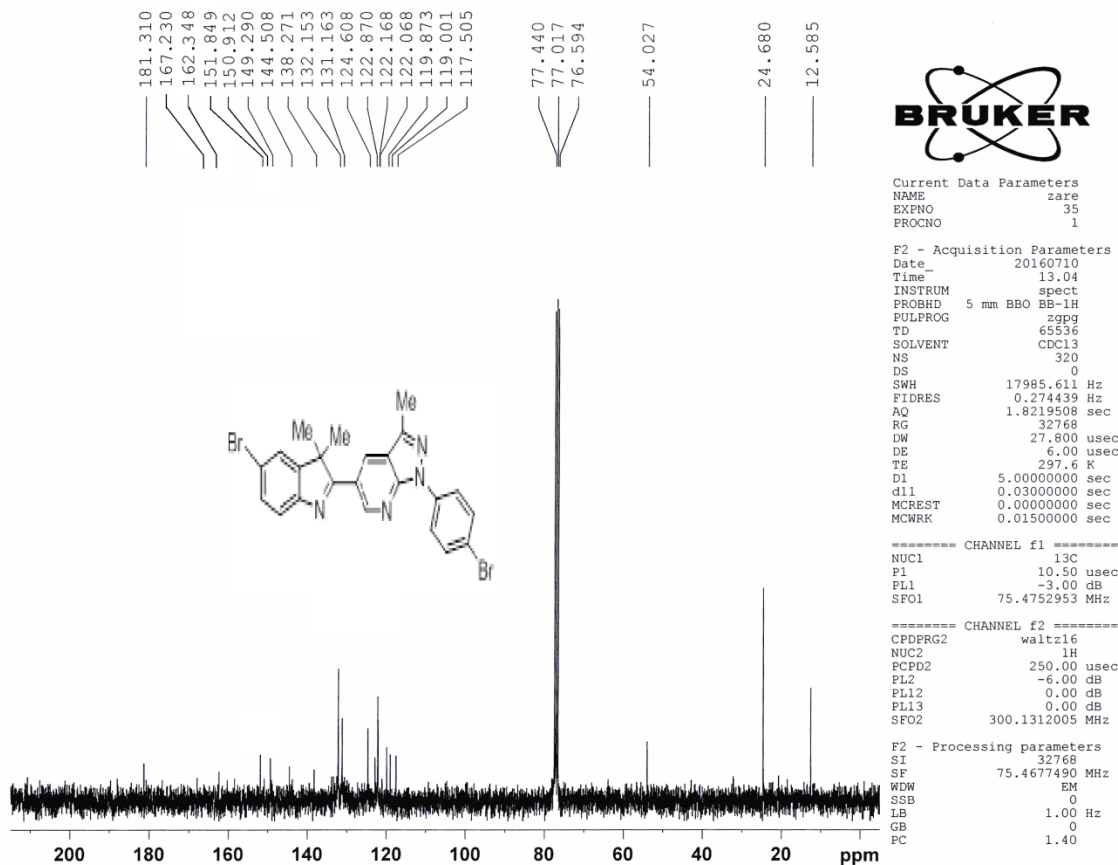 181.310
167.230
162.348
151.849
150.912
149.290
144.508
138.271
132.153
131.163
124.608
122.870
122.168
122.068
119.873
119.001
117.505
77.440
77.017
76.594
54.027
24.680
12.585
BRUKER
Current Data Parameters
NAME zare
EXPNO 35
PROCNO 1
F2 - Acquisition Parameters
Date_ 20160710
Time 13.04
INSTRUM spect
PROBHD 5 mm BBO BB-1H
PULPROG zgpg
TD 65536
SOLVENT CDCl3
NS 320
DS 0
SWH 17985.611 Hz
FIDRES 0.274439 Hz
AQ 1.8219508 sec
RG 32768
DW 27.800 usec
DE 6.00 usec
TE 297.6 K
D1 5.00000000 sec
d11 0.03000000 sec
MCREST 0.00000000 sec
MCWRK 0.01500000 sec
======== CHANNEL f1 ========
NUC1 13C
P1 10.50 usec
PL1 -3.00 dB
SFO1 75.4752953 MHz
======== CHANNEL f2 ========
CPDPRG2 waltz16
NUC2 1H
PCPD2 250.00 usec
PL2 -6.00 dB
PL12 0.00 dB
PL13 0.00 dB
SFO2 300.1312005 MHz
F2 - Processing parameters
SI 32768
SF 75.4677490 MHz
WDW EM
SSB 0
LB 1.00 Hz
GB 0
PC 1.40
Me
Br Me Me N
N
N N
Br
200 180 160 140 120 100 80 60 40 20 ppm